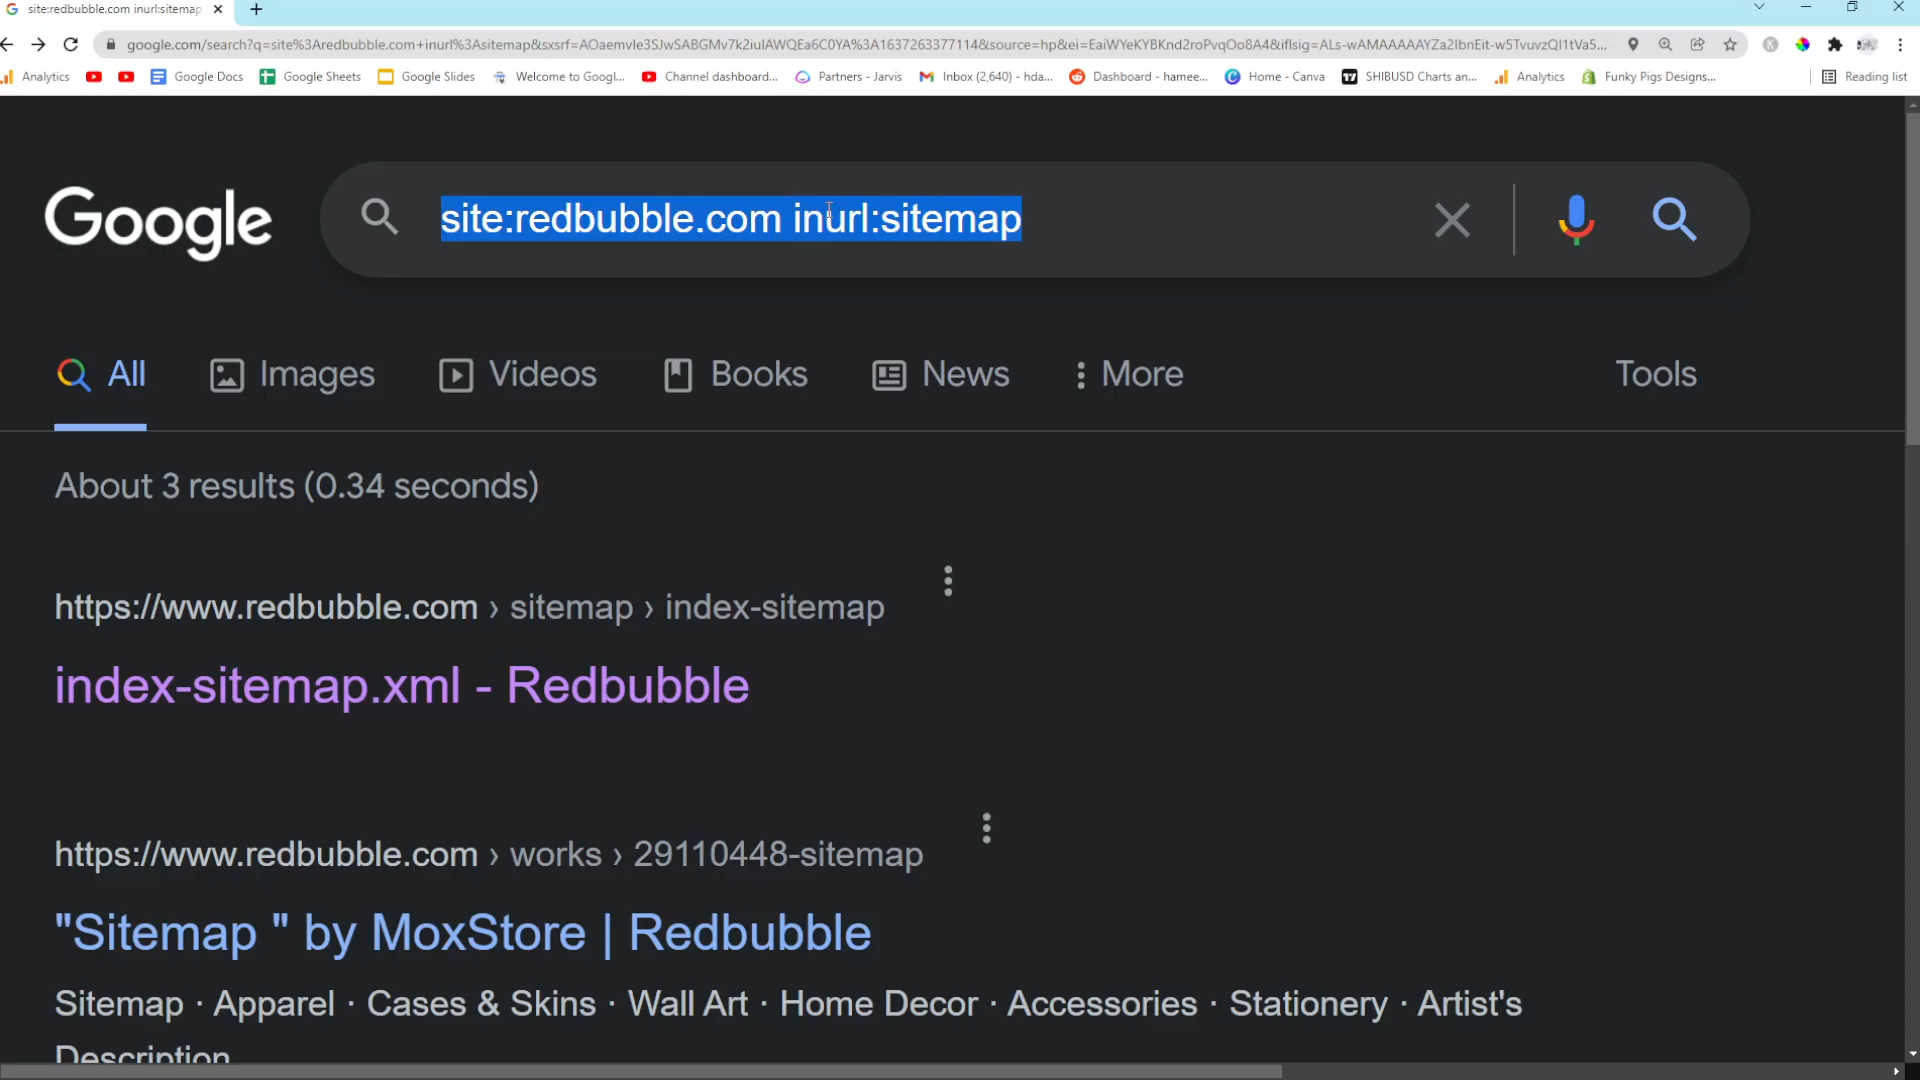 site:redbubble.com inurl:sitemap
google.com/search?q=site%3Aredbubble.com+inurl%3Asitemap&sxsrf=AOaemvIe3SJwSABGMv7k2iulAWQEa6C0YA%3A1637263377114&source=hp&ei=EaiWYeKYBKnd2roPvqOo8A4&iflsig=ALs-wAMAAAAAYZa2IbnEit-w5TvuvzQI1tVa5...
Analytics Google Docs Google Sheets Google Slides Welcome to Googl... Channel dashboard... Partners - Jarvis Inbox (2,640) - hda... Dashboard - hamee... Home - Canva SHIBUSD Charts an... Analytics Funky Pigs Designs... Reading list
Google site:redbubble.com inurl:sitemap
All Images Videos Books News More Tools
About 3 results (0.34 seconds)
https://www.redbubble.com › sitemap › index-sitemap
index-sitemap.xml - Redbubble
https://www.redbubble.com › works › 29110448-sitemap
"Sitemap " by MoxStore | Redbubble
Sitemap · Apparel · Cases & Skins · Wall Art · Home Decor · Accessories · Stationery · Artist's
Description